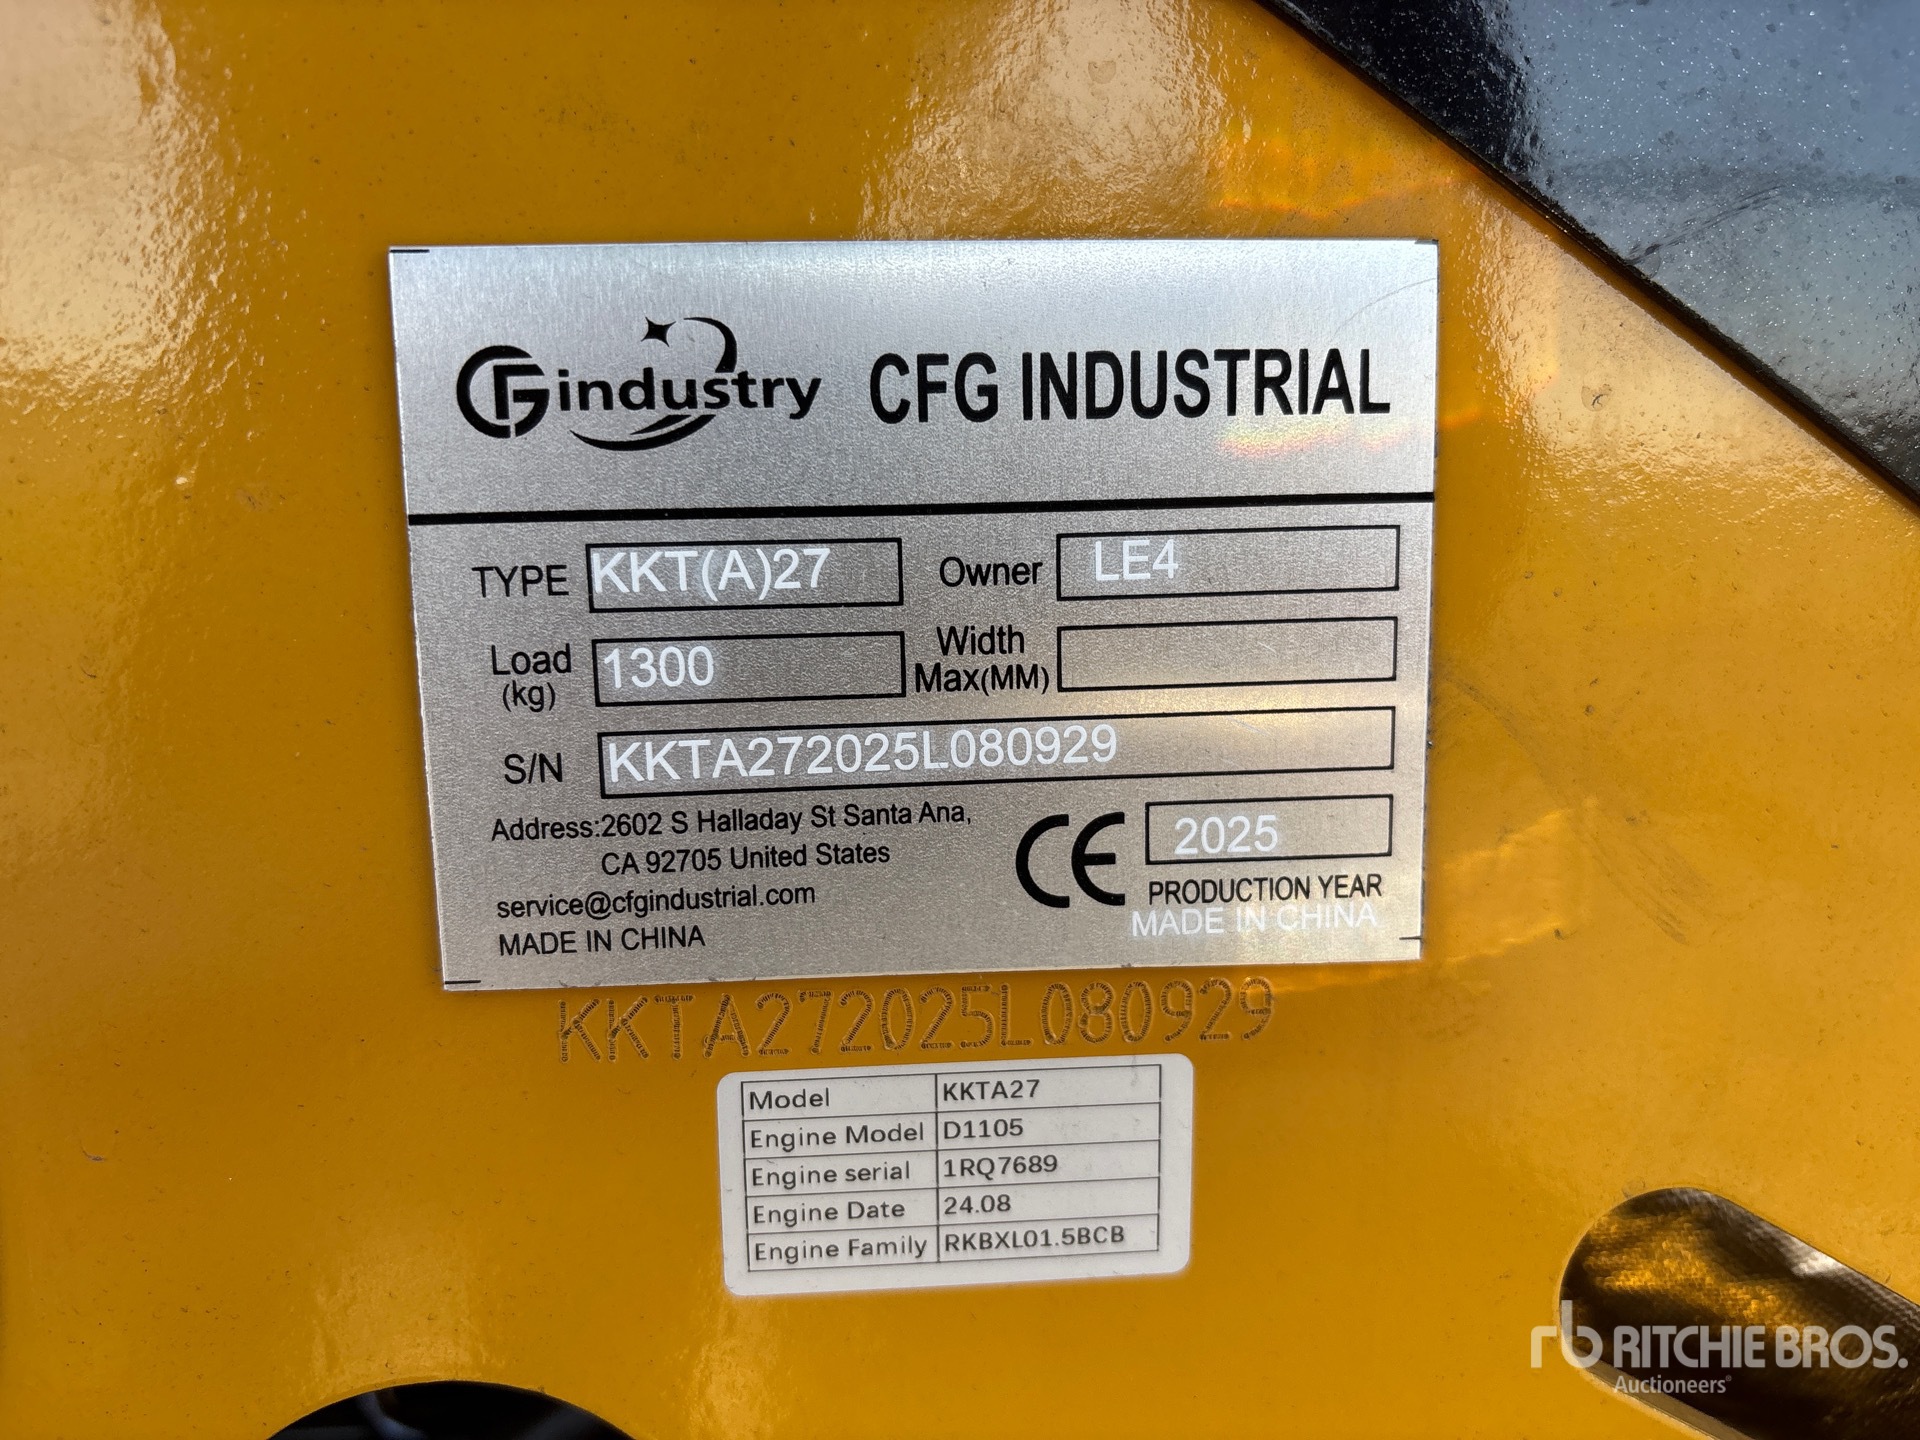 CFG industry CFG INDUSTRIAL
TYPE KKT(A)27 Owner LE4
Load (kg) 1300 Width Max(MM)
S/N KKTA272025L080929
Address:2602 S Halladay St Santa Ana,
CA 92705 United States
service@cfgindustrial.com
MADE IN CHINA
CE 2025
PRODUCTION YEAR
MADE IN CHINA
KKTA272025L080929
Model KKTA27
Engine Model D1105
Engine serial 1RQ7689
Engine Date 24.08
Engine Family RKBXL01.5BCB
rb RITCHIE BROS.
Auctioneers®